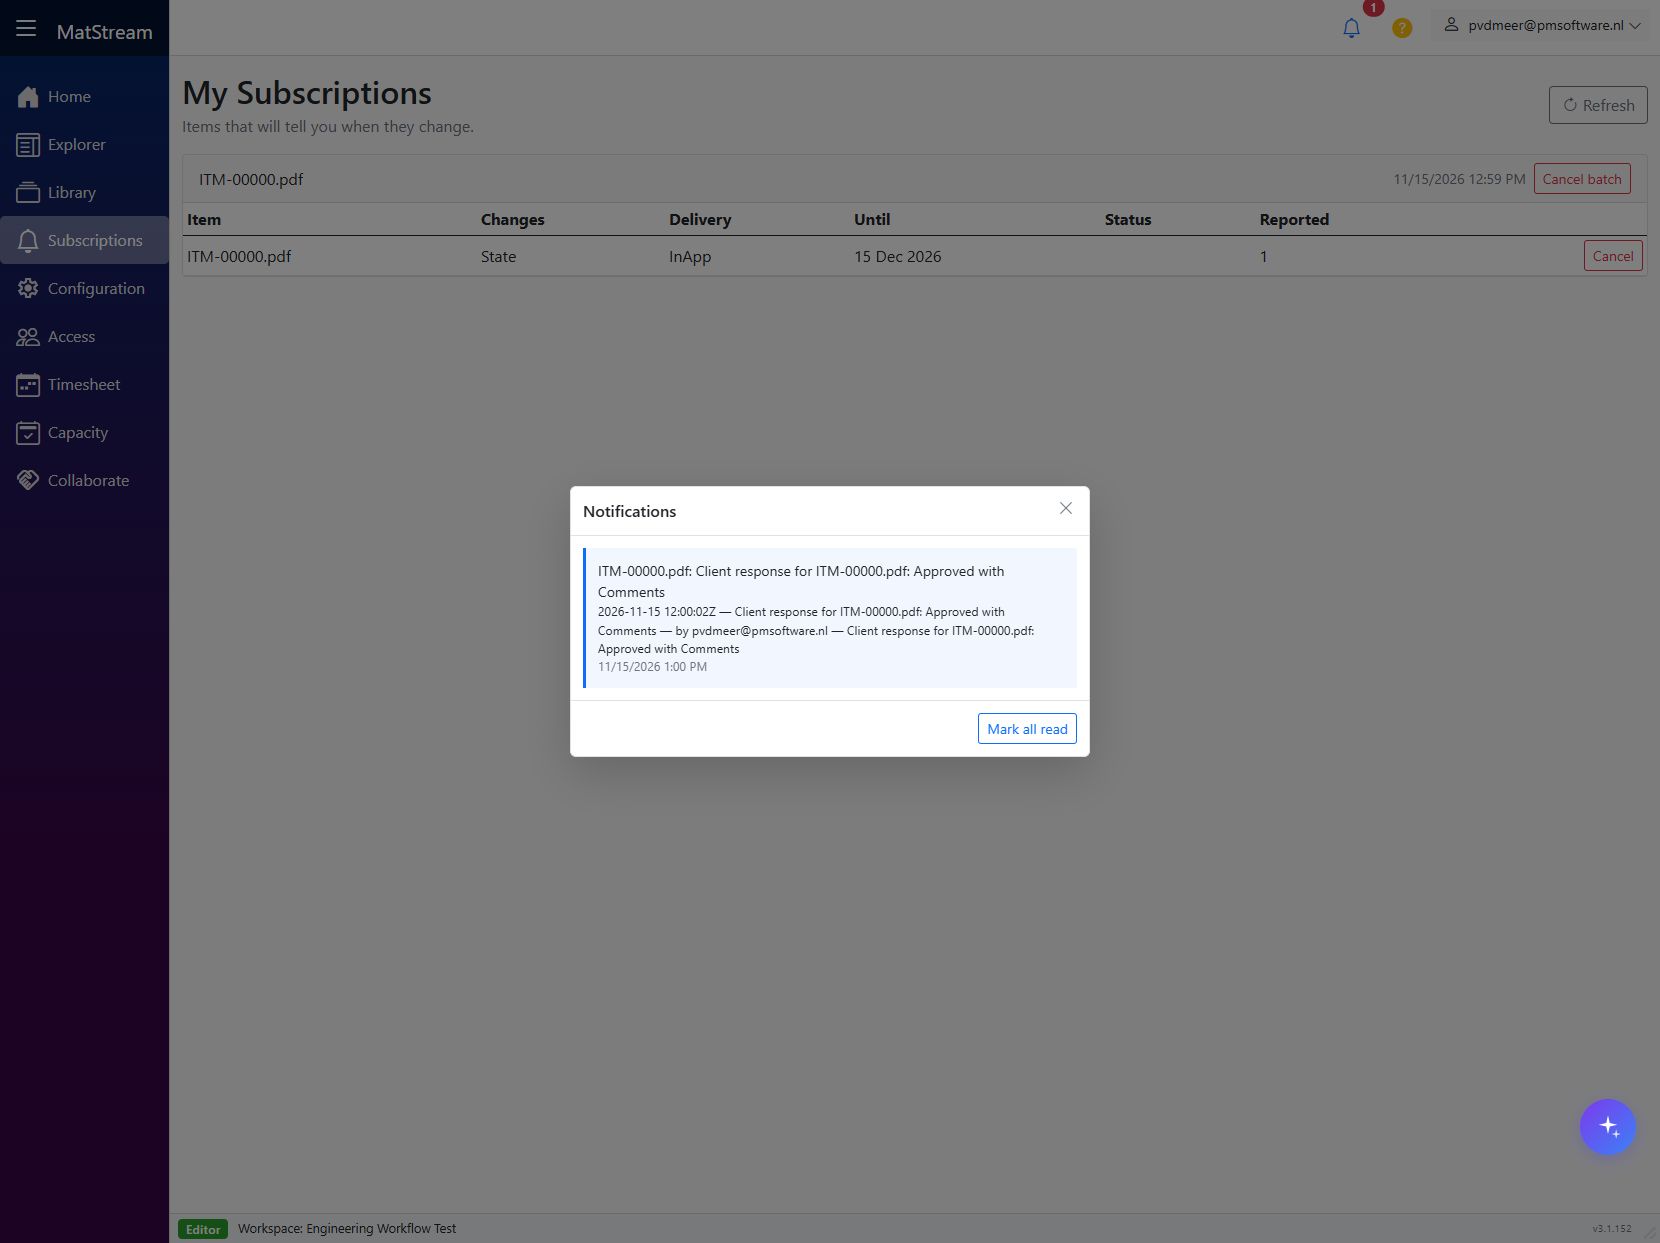 MatStream
1
?
pvdmeer@pmsoftware.nl
Home
Explorer
Library
Subscriptions
Configuration
Access
Timesheet
Capacity
Collaborate
My Subscriptions
Items that will tell you when they change.
Refresh
ITM-00000.pdf
11/15/2026 12:59 PM
Cancel batch
Item Changes Delivery Until Status Reported
ITM-00000.pdf State InApp 15 Dec 2026 1 Cancel
Notifications
ITM-00000.pdf: Client response for ITM-00000.pdf: Approved with
Comments
2026-11-15 12:00:02Z — Client response for ITM-00000.pdf: Approved with
Comments — by pvdmeer@pmsoftware.nl — Client response for ITM-00000.pdf:
Approved with Comments
11/15/2026 1:00 PM
Mark all read
Editor Workspace: Engineering Workflow Test
v3.1.152